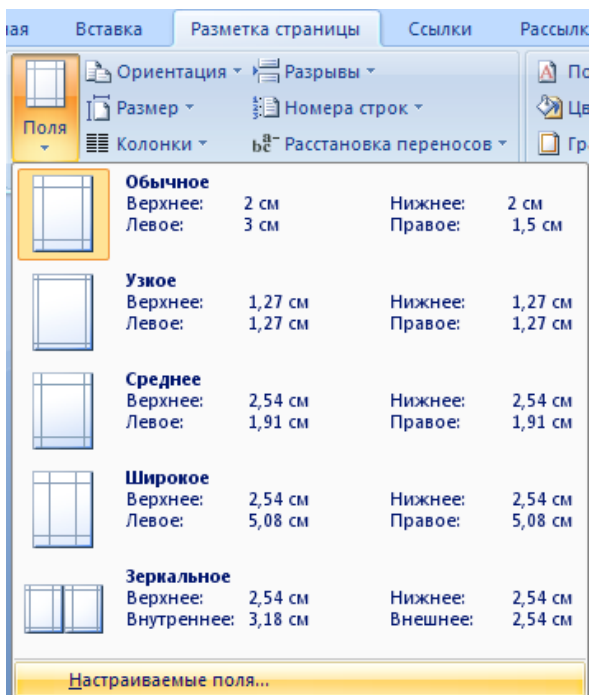 ая Вставка Разметка страницы Ссылки Рассылк
Ориентация Разрывы По
Размер Номера строк Цв
Поля
Колонки bc a- Расстановка переносов Гр
Обычное
Верхнее: 2 см Нижнее: 2 см
Левое: 3 см Правое: 1,5 см
Узкое
Верхнее: 1,27 см Нижнее: 1,27 см
Левое: 1,27 см Правое: 1,27 см
Среднее
Верхнее: 2,54 см Нижнее: 2,54 см
Левое: 1,91 см Правое: 1,91 см
Широкое
Верхнее: 2,54 см Нижнее: 2,54 см
Левое: 5,08 см Правое: 5,08 см
Зеркальное
Верхнее: 2,54 см Нижнее: 2,54 см
Внутреннее: 3,18 см Внешнее: 2,54 см
Настраиваемые поля...